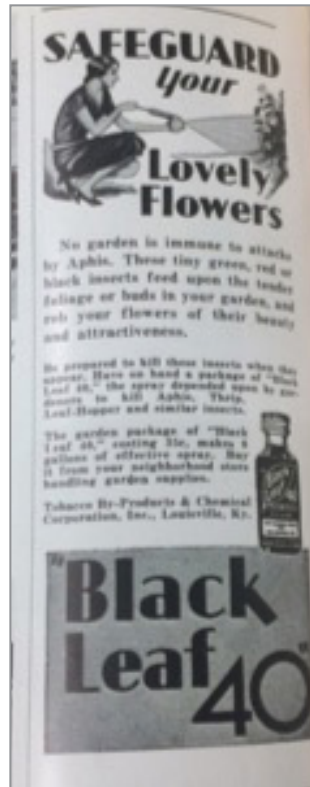 SAFEGUARD
your
Lovely
Flowers
No garden is immune to attacks
by Aphis. These tiny green, red or
black insects feed upon the tender
foliage or buds in your garden, and
rob your flowers of their beauty
and attractiveness.
Be prepared to kill these insects when they
appear. Have on hand a package of "Black
Leaf 40," the spray depended upon by gar-
deners to kill Aphis, Thrip,
Leaf-Hopper and similar insects.
The garden package of "Black
Leaf 40," costing 35c, makes 6
gallons of effective spray. Buy
it from your neighborhood store
handling garden supplies.
Tobacco By-Products & Chemical
Corporation, Inc., Louisville, Ky.
"Black
Leaf 40"